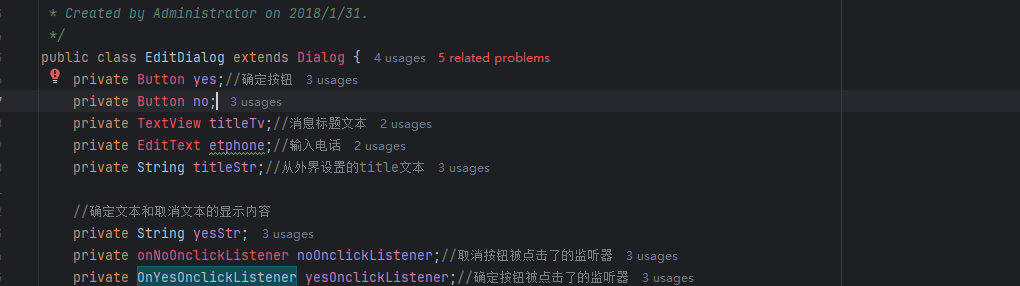 * Created by Administrator on 2018/1/31.
*/
public class EditDialog extends Dialog { 4 usages 5 related problems
private Button yes;//确定按钮 3 usages
private Button no; 3 usages
private TextView titleTv;//消息标题文本 2 usages
private EditText etphone;//输入电话 2 usages
private String titleStr;//从外界设置的title文本 3 usages
//确定文本和取消文本的显示内容
private String yesStr; 3 usages
private onNoOnclickListener noOnclickListener;//取消按钮被点击了的监听器 3 usages
private OnYesOnclickListener yesOnclickListener;//确定按钮被点击了的监听器 3 usages